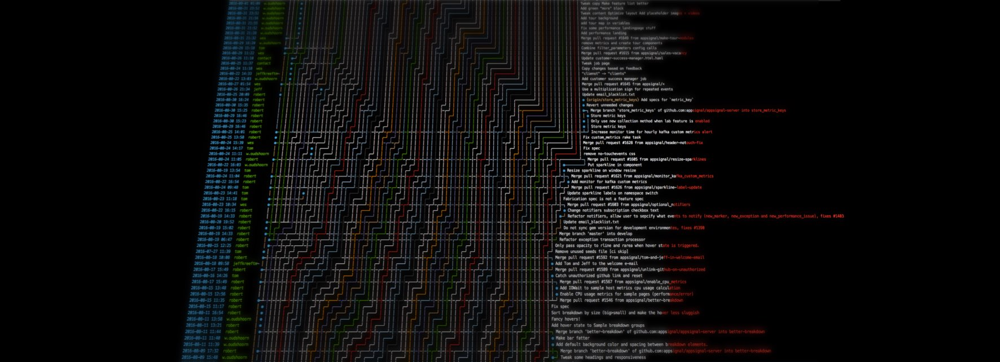 2016-09-01 01:09 w.oudshoorn Tweak copy Make feature list better
2016-08-31 23:52 w.oudshoorn Add green "more" block
2016-08-31 23:52 w.oudshoorn Tweak content Optimize layout Add placeholder images + videos
2016-08-31 21:56 w.oudshoorn Add tour background
2016-08-31 21:55 w.oudshoorn add tour map in variables
2016-08-31 21:52 w.oudshoorn Fix some performance landingpage stuff
2016-08-31 21:38 w.oudshoorn Add performance landing
2016-08-31 21:32 wes Merge pull request #1649 from appsignal/make-tour-modules
2016-08-29 16:20 w.oudshoorn remove metrics and create tour components
2016-08-29 15:18 tom Combine filter_parameters config calls
2016-08-29 11:22 wes Merge pull request #1615 from appsignal/sales-vacancy
2016-08-26 11:10 contact Update customer-success-manager.html.haml
2016-08-25 11:37 contact Tweak job page
2016-08-24 11:18 wes Copy changes based on feedback
2016-08-22 14:33 jeffkreeftm~ "clienst" -> "clients"
2016-08-22 13:03 w.oudshoorn Add customer success manager job
2016-08-27 01:54 wes Merge pull request #1645 from appsignal/×
2016-08-26 21:34 jeff Use a multiplication sign for repeated events
2016-08-25 20:09 robert Update email_blacklist.txt
2016-08-30 16:24 robert {origin/store_metric_keys} Add specs for `metric_key`
2016-08-30 15:35 robert Revert unneeded changes
2016-08-30 15:25 robert Merge branch 'store_metric_keys' of github.com:appsignal/appsignal-server into store_metric_keys
2016-08-29 16:46 robert Store metric keys
2016-08-30 15:23 robert Only use new collection method when lab feature is enabled
2016-08-29 16:46 robert Store metric keys
2016-08-25 14:01 robert Increase monitor time for hourly kafka custom metrics alert
2016-08-25 13:58 robert Fix custom_metrics rake task
2016-08-24 15:39 wes Merge pull request #1628 from appsignal/header-notouch-fix
2016-08-24 14:17 tom Fix spec
2016-08-24 11:11 w.oudshoorn remove no-touchevents css
2016-08-24 11:05 robert Merge pull request #1605 from appsignal/resize-sparklines
2016-08-22 16:03 w.oudshoorn Put sparkline in component
2016-08-19 13:54 tom Resize sparkline on window resize
2016-08-24 11:04 robert Merge pull request #1621 from appsignal/monitor_kafka_custom_metrics
2016-08-22 16:54 robert Add monitor for kafka custom metrics
2016-08-24 09:48 tom Merge pull request #1626 from appsignal/sparkline-label-update
2016-08-23 14:41 tom Update sparkline labels on namespace switch
2016-08-23 11:18 tom Fabrication spec is not a feature spec
2016-08-23 10:34 wes Merge pull request #1603 from appsignal/optional_notifiers
2016-08-22 16:15 robert Change notifiers subscription checkbox text
2016-08-19 14:33 robert Refactor notifiers, allow user to sepcify what events to notify (new_marker, new_exception and new_performance_issue), fixes #1483
2016-08-20 19:52 robert Update email_blacklist.txt
2016-08-19 15:02 robert Do not sync gem version for development environmentes, fixes #1390
2016-08-19 14:33 robert Merge branch 'master' into develop
2016-08-19 06:47 robert Refactor exception transaction processor
2016-08-15 12:25 robert Only pass opacity to rline and rarea when hover state is triggered.
2016-07-27 11:39 tom Remove unused seeds file [ci skip]
2016-08-18 10:08 robert Merge pull request #1592 from appsignal/tom-and-jeff-in-welcome-email
2016-08-18 09:58 jeffkreeftm~ Add Tom and Jeff to the welcome e-mail
2016-08-17 15:49 robert Merge pull request #1589 from appsignal/unlink-github-on-unauthorized
2016-08-16 14:26 tom Catch unauthorized github link and reset
2016-08-17 15:49 robert Merge pull request #1567 from appsignal/enable_cpu_metrics
2016-08-15 13:48 robert Add IOWait to sample host metrics cpu usage calculation
2016-08-15 12:56 robert Enable CPU usage metrics for sample pages (performance/error)
2016-08-15 11:35 robert Merge pull request #1546 from appsignal/better-breakdown
2016-08-15 11:17 robert Fix spec
2016-08-11 16:54 robert Sort breakdown by size (big>small) and make the hover less sluggish
2016-08-11 13:58 w.oudshoorn Fancy hovers!
2016-08-11 13:21 robert Add hover state to Sample breakdown groups
2016-08-11 11:44 robert Merge branch 'better-breakdown' of github.com:appsignal/appsignal-server into better-breakdown
2016-08-11 11:40 w.oudshoorn Make bar fatter
2016-08-11 11:39 w.oudshoorn Add default background color and spacing between breakdown elements.
2016-08-09 17:32 robert Merge branch 'better-breakdown' of github.com:appsignal/appsignal-server into better-breakdown
2016-08-09 15:48 w.oudshoorn Tweak some headings and responsiveness